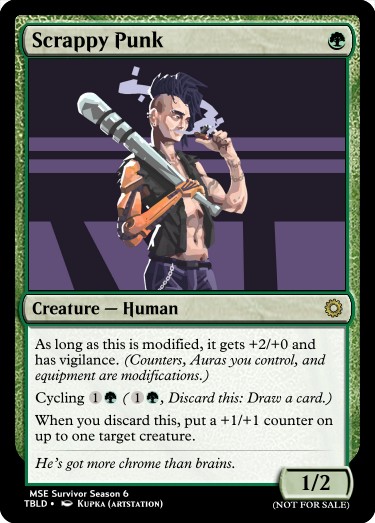 Scrappy Punk
Creature — Human
As long as this is modified, it gets +2/+0 and
has vigilance. (Counters, Auras you control, and
equipment are modifications.)
Cycling 1 ( 1 , Discard this: Draw a card.)
When you discard this, put a +1/+1 counter on
up to one target creature.
He's got more chrome than brains.
1/2
MSE Survivor Season 6
TBLD • Kupka (artstation)
(NOT FOR SALE)